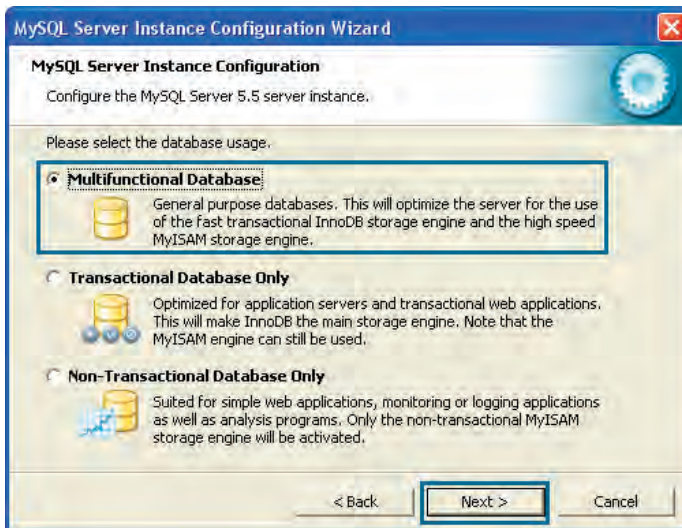 MySQL Server Instance Configuration Wizard
MySQL Server Instance Configuration
Configure the MySQL Server 5.5 server instance.
Please select the database usage.
Multifunctional Database
General purpose databases. This will optimize the server for the use
of the fast transactional InnoDB storage engine and the high speed
MyISAM storage engine.
Transactional Database Only
Optimized for application servers and transactional web applications.
This will make InnoDB the main storage engine. Note that the
MyISAM engine can still be used.
Non-Transactional Database Only
Suited for simple web applications, monitoring or logging applications
as well as analysis programs. Only the non-transactional MyISAM
storage engine will be activated.
< Back Next > Cancel